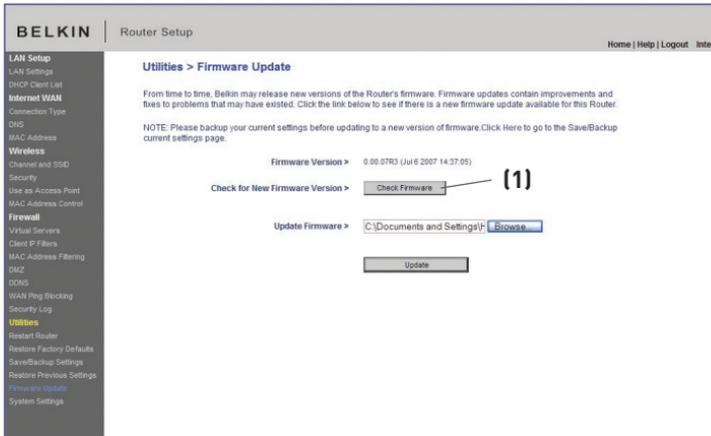 BELKIN
Router Setup
Home | Help | Logout Inte
LAN Setup
LAN Settings
DHCP Client List
Internet WAN
Connection Type
DNS
MAC Address
Wireless
Channel and SSID
Security
Use as Access Point
MAC Address Control
Firewall
Virtual Servers
Client IP Filters
MAC Address Filtering
DMZ
DDNS
WAN Ping Blocking
Security Log
Utilities
Restart Router
Restore Factory Defaults
Save/Backup Settings
Restore Previous Settings
Firmware Update
System Settings
Utilities > Firmware Update
From time to time, Belkin may release new versions of the Router's firmware. Firmware updates contain improvements and
fixes to problems that may have existed. Click the link below to see if there is a new firmware update available for this Router.
NOTE: Please backup your current settings before updating to a new version of firmware.Click Here to go to the Save/Backup
current settings page.
Firmware Version > 0.00.07R3 (Jul 6 2007 14:37:05)
Check for New Firmware Version > Check Firmware (1)
Update Firmware > C:\Documents and Settings\H Browse...
Update